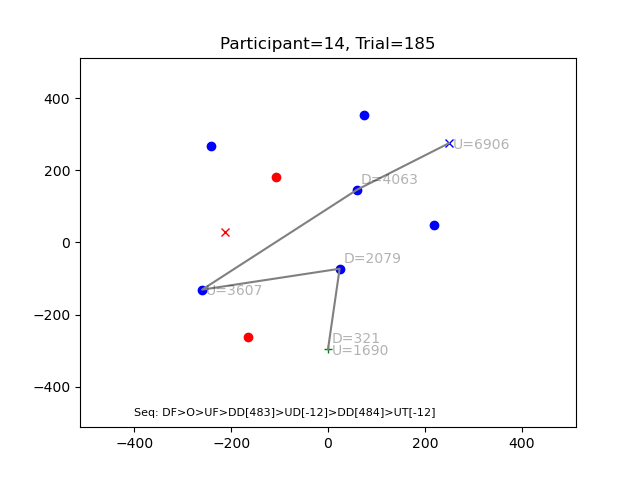 Participant=14, Trial=185
400
200
0
−200
−400
U=6906
D=4063
D=2079
U=3607
D=321
U=1690
Seq: DF>O>UF>DD[483]>UD[-12]>DD[484]>UT[-12]
−400
−200
0
200
400